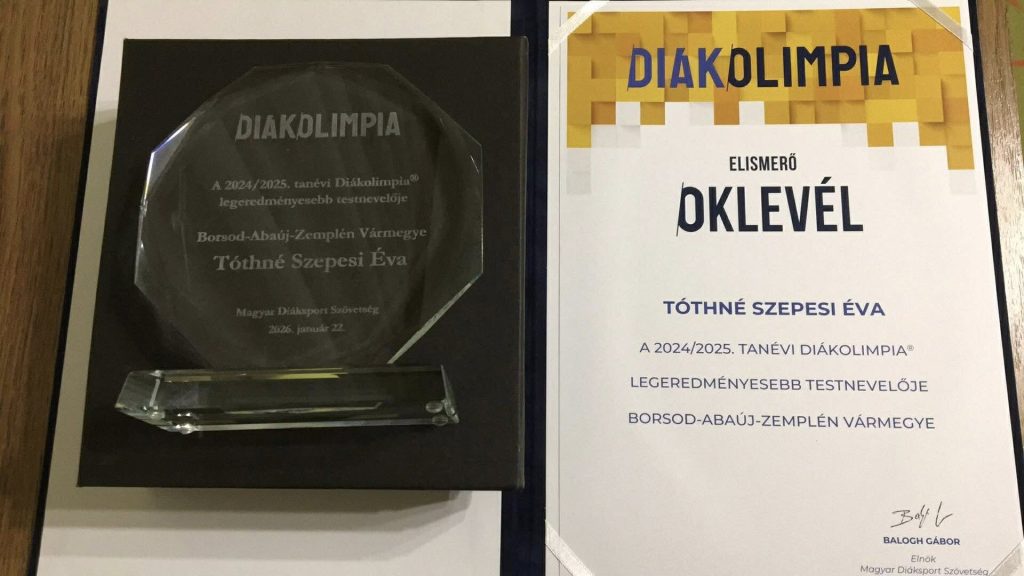 DIÁKOLIMPIA
A 2024/2025. tanévi Diákolimpia®
legeredményesebb testnevelője
Borsod-Abaúj-Zemplén Vármegye
Tóthné Szepesi Éva
Magyar Diáksport Szövetség
2026. január 22.
DIÁKOLIMPIA
ELISMERŐ
OKLEVÉL
TÓTHNÉ SZEPESI ÉVA
A 2024/2025. TANÉVI DIÁKOLIMPIA®
LEGEREDMÉNYESEBB TESTNEVELŐJE
BORSOD-ABAÚJ-ZEMPLÉN VÁRMEGYE
BALOGH GÁBOR
Elnök
Magyar Diáksport Szövetség